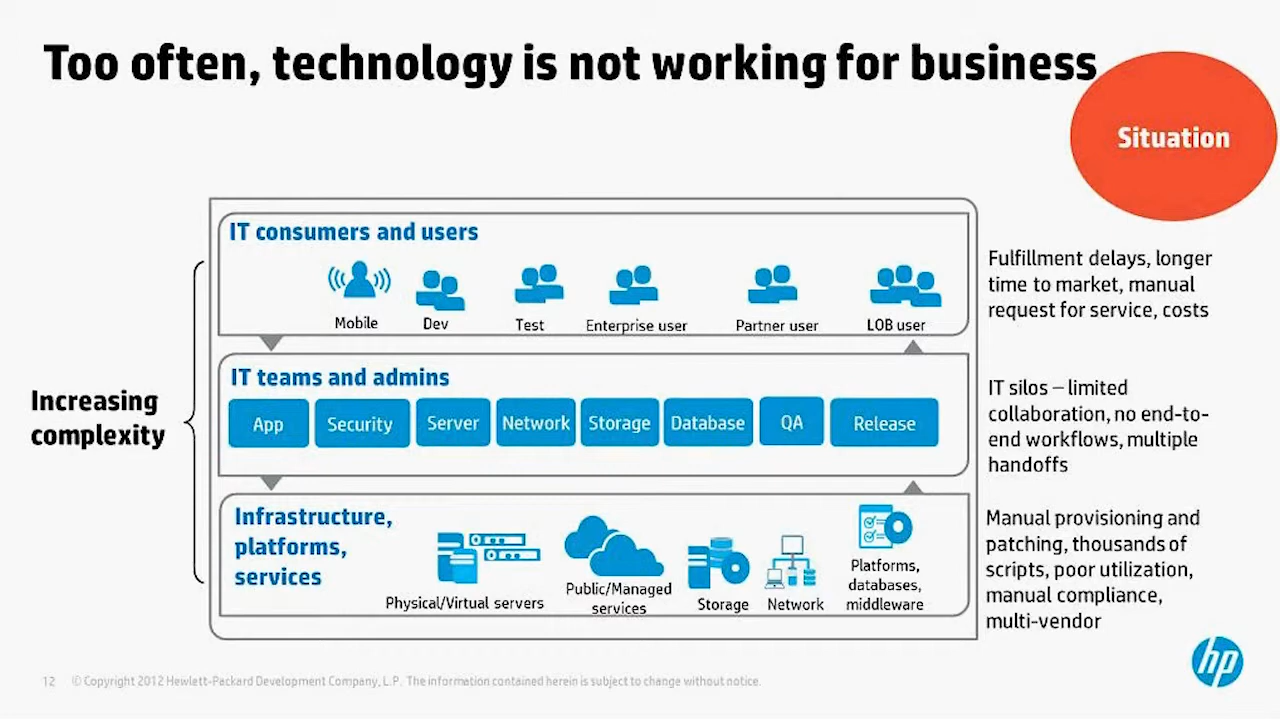 Too often, technology is not working for business
Situation
IT consumers and users
Mobile
Dev
Test
Enterprise user
Partner user
LOB user
Fulfillment delays, longer
time to market, manual
request for service, costs
Increasing
complexity
IT teams and admins
App
Security
Server
Network
Storage
Database
QA
Release
IT silos – limited
collaboration, no end-to-
end workflows, multiple
handoffs
Infrastructure,
platforms,
services
Physical/Virtual servers
Public/Managed
services
Storage
Network
Platforms,
databases,
middleware
Manual provisioning and
patching, thousands of
scripts, poor utilization,
manual compliance,
multi-vendor
12 © Copyright 2012 Hewlett-Packard Development Company, L.P. The information contained herein is subject to change without notice.
hp